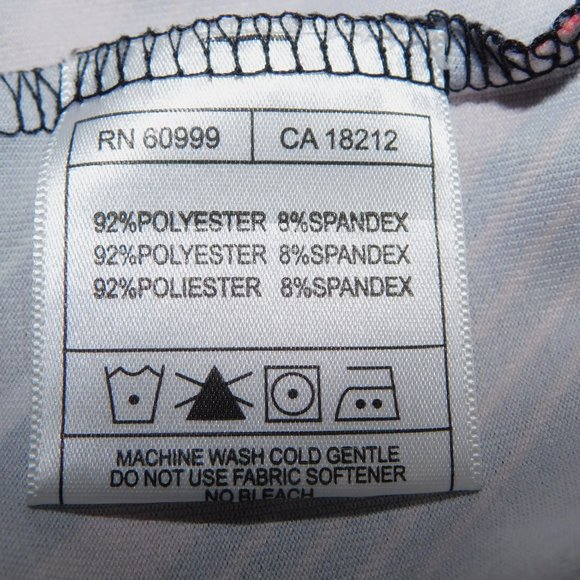 RN 60999 CA 18212
92%POLYESTER 8%SPANDEX
92%POLYESTER 8%SPANDEX
92%POLIESTER 8%SPANDEX
MACHINE WASH COLD GENTLE
DO NOT USE FABRIC SOFTENER
NO BLEACH